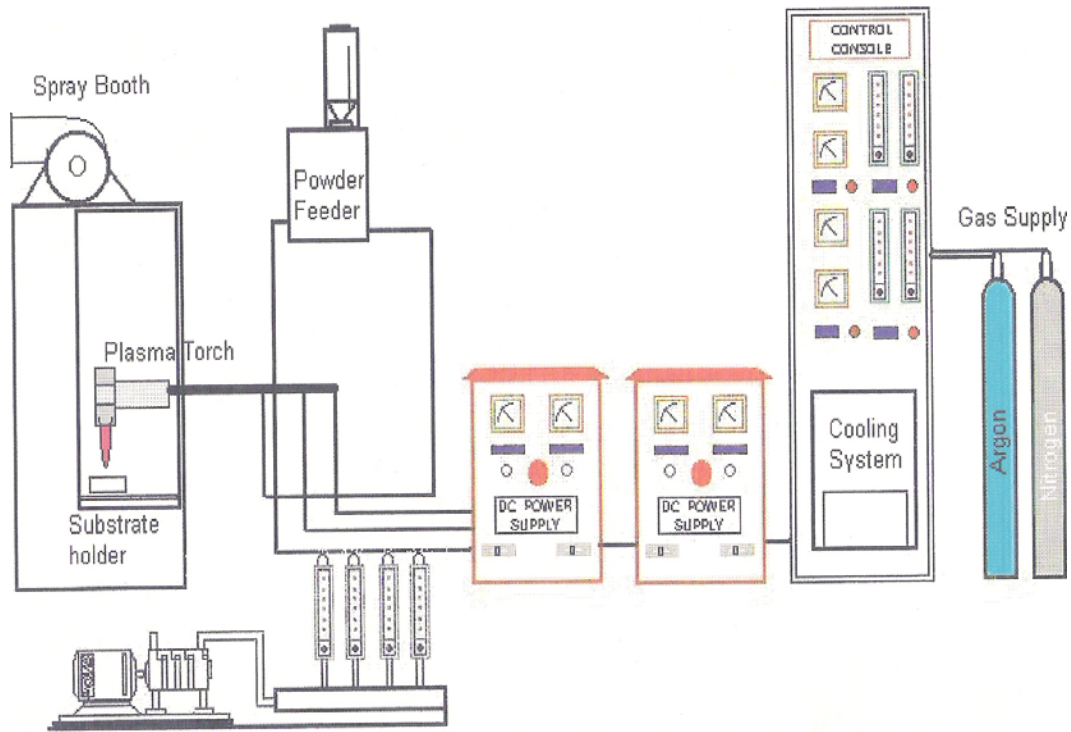 CONTROL
CONSOLE
Spray Booth
Powder
Feeder
Gas Supply
Plasma Torch
Cooling
System
Argon
Nitrogen
DC POWER
SUPPLY
DC POWER
SUPPLY
Substrate
holder